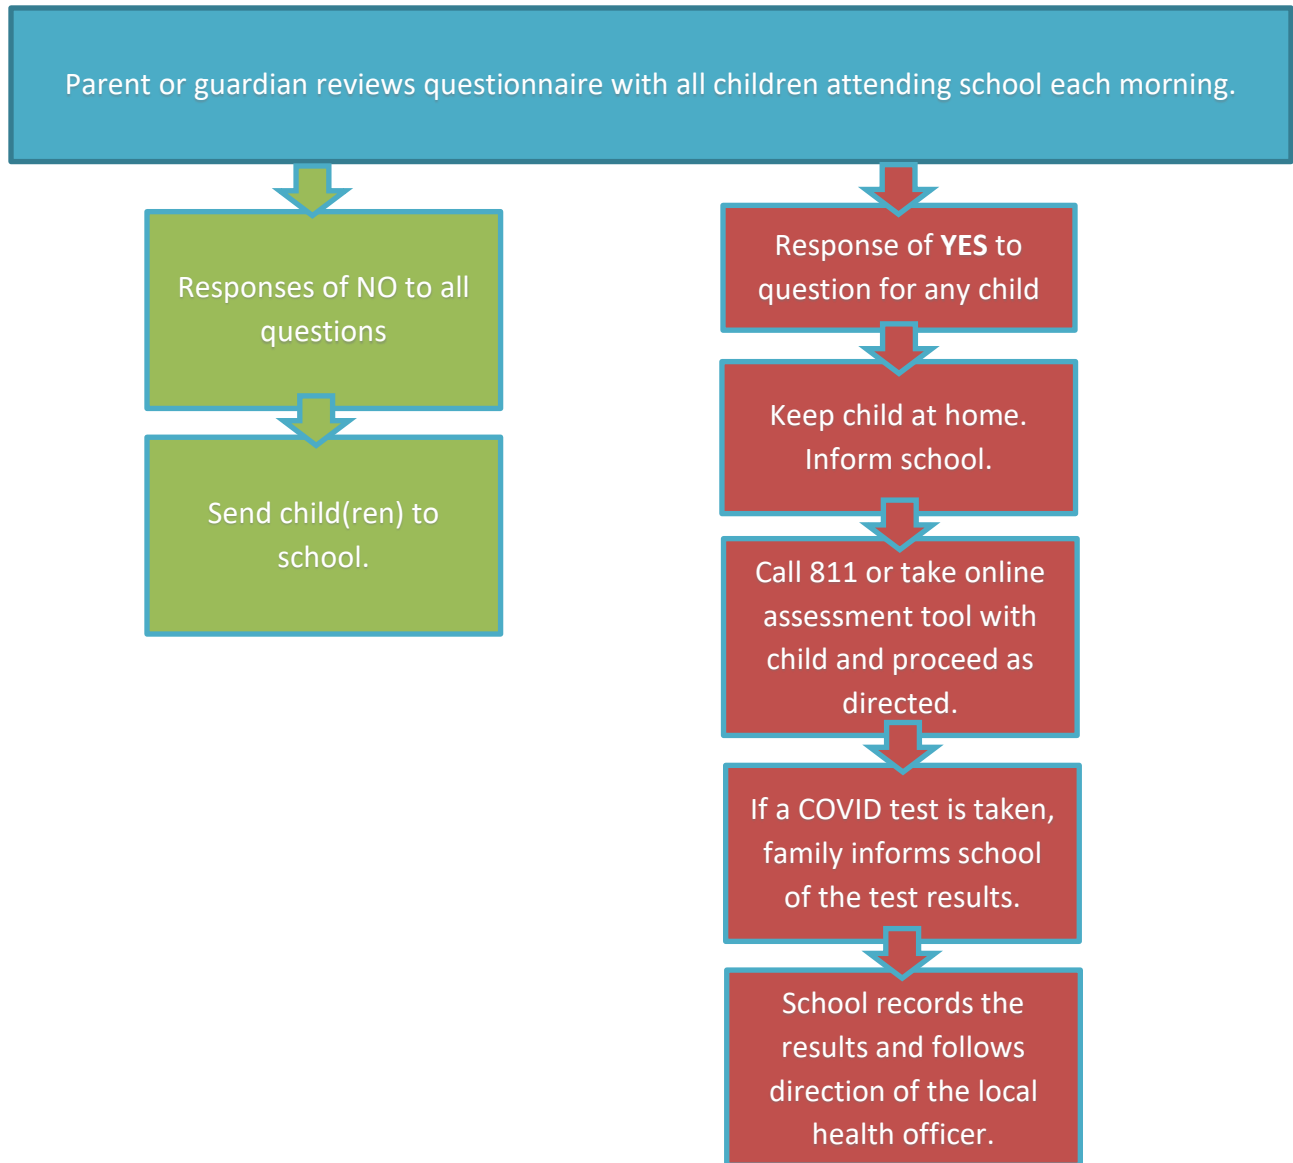 Parent or guardian reviews questionnaire with all children attending school each morning.
Responses of NO to all
questions
Send child(ren) to
school.
Response of YES to
question for any child
Keep child at home.
Inform school.
Call 811 or take online
assessment tool with
child and proceed as
directed.
If a COVID test is taken,
family informs school
of the test results.
School records the
results and follows
direction of the local
health officer.